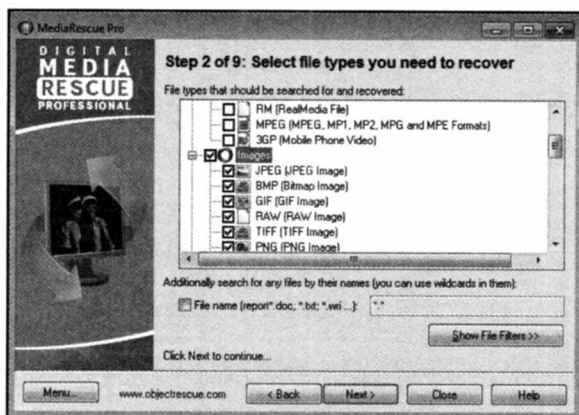 MediaRescue Pro
DIGITAL
MEDIA
RESCUE
PROFESSIONAL
Step 2 of 9: Select file types you need to recover
File types that should be searched for and recovered:
RM (RealMedia File)
MPEG (MPEG, MP1, MP2, MPG and MPE Formats)
3GP (Mobile Phone Video)
Images
JPEG (JPEG Image)
BMP (Bitmap Image)
GIF (GIF Image)
RAW (RAW Image)
TIFF (TIFF Image)
PNG (PNG Image)
Additionally search for any files by their names (you can use wildcards in them):
File name (report*.doc, *.txt; *.wri ...): *.*
Show File Filters >>
Click Next to continue...
Menu... www.objectrescue.com < Back Next > Close Help